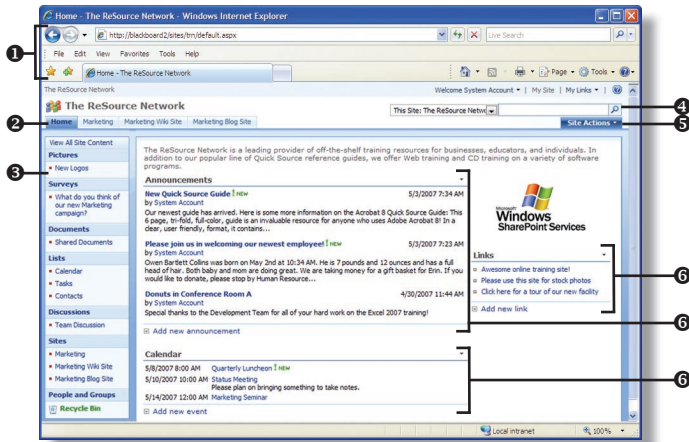 Home - The ReSource Network - Windows Internet Explorer
http://blackboard2/sites/trn/default.aspx
Live Search
File Edit View Favorites Tools Help
Home - The ReSource Network
Page Tools
The ReSource Network
Welcome System Account | My Site | My Links |
The ReSource Network
This Site: The ReSource Networ
Home Marketing Marketing Wiki Site Marketing Blog Site
Site Actions
1
2
3
4
5
6
6
6
View All Site Content
Pictures
New Logos
Surveys
What do you think of
our new Marketing
campaign?
Documents
Shared Documents
Lists
Calendar
Tasks
Contacts
Discussions
Team Discussion
Sites
Marketing
Marketing Wiki Site
Marketing Blog Site
People and Groups
Recycle Bin
The ReSource Network is a leading provider of off-the-shelf training resources for businesses, educators, and individuals. In
addition to our popular line of Quick Source reference guides, we offer Web training and CD training on a variety of software
programs.
Announcements
New Quick Source Guide ! NEW 5/3/2007 7:34 AM
by System Account
Our newest guide has arrived. Here is some more information on the Acrobat 8 Quick Source Guide: This
6 page, tri-fold, full-color, guide is an invaluable resource for anyone who uses Adobe Acrobat 8! In a
clear, user friendly, format, it contains...
Please join us in welcoming our newest employee! ! NEW 5/3/2007 7:23 AM
by System Account
Owen Bartlett Collins was born on May 2nd at 10:34 AM. He is 7 pounds and 12 ounces and has a full
head of hair. Both baby and mom are doing great. We are taking money for a gift basket for Erin. If you
would like to donate, please stop by Human Resource...
Donuts in Conference Room A 4/30/2007 11:44 AM
by System Account
Special thanks to the Development Team for all of your hard work on the Excel 2007 training!
Add new announcement
Calendar
5/8/2007 8:00 AM Quarterly Luncheon ! NEW
5/10/2007 10:00 AM Status Meeting
Please plan on bringing something to take notes.
5/14/2007 12:00 AM Marketing Seminar
Add new event
Microsoft
Windows
SharePoint Services
Links
Awesome online training site!
Please use this site for stock photos
Click here for a tour of our new facility
Add new link
Local intranet 100%